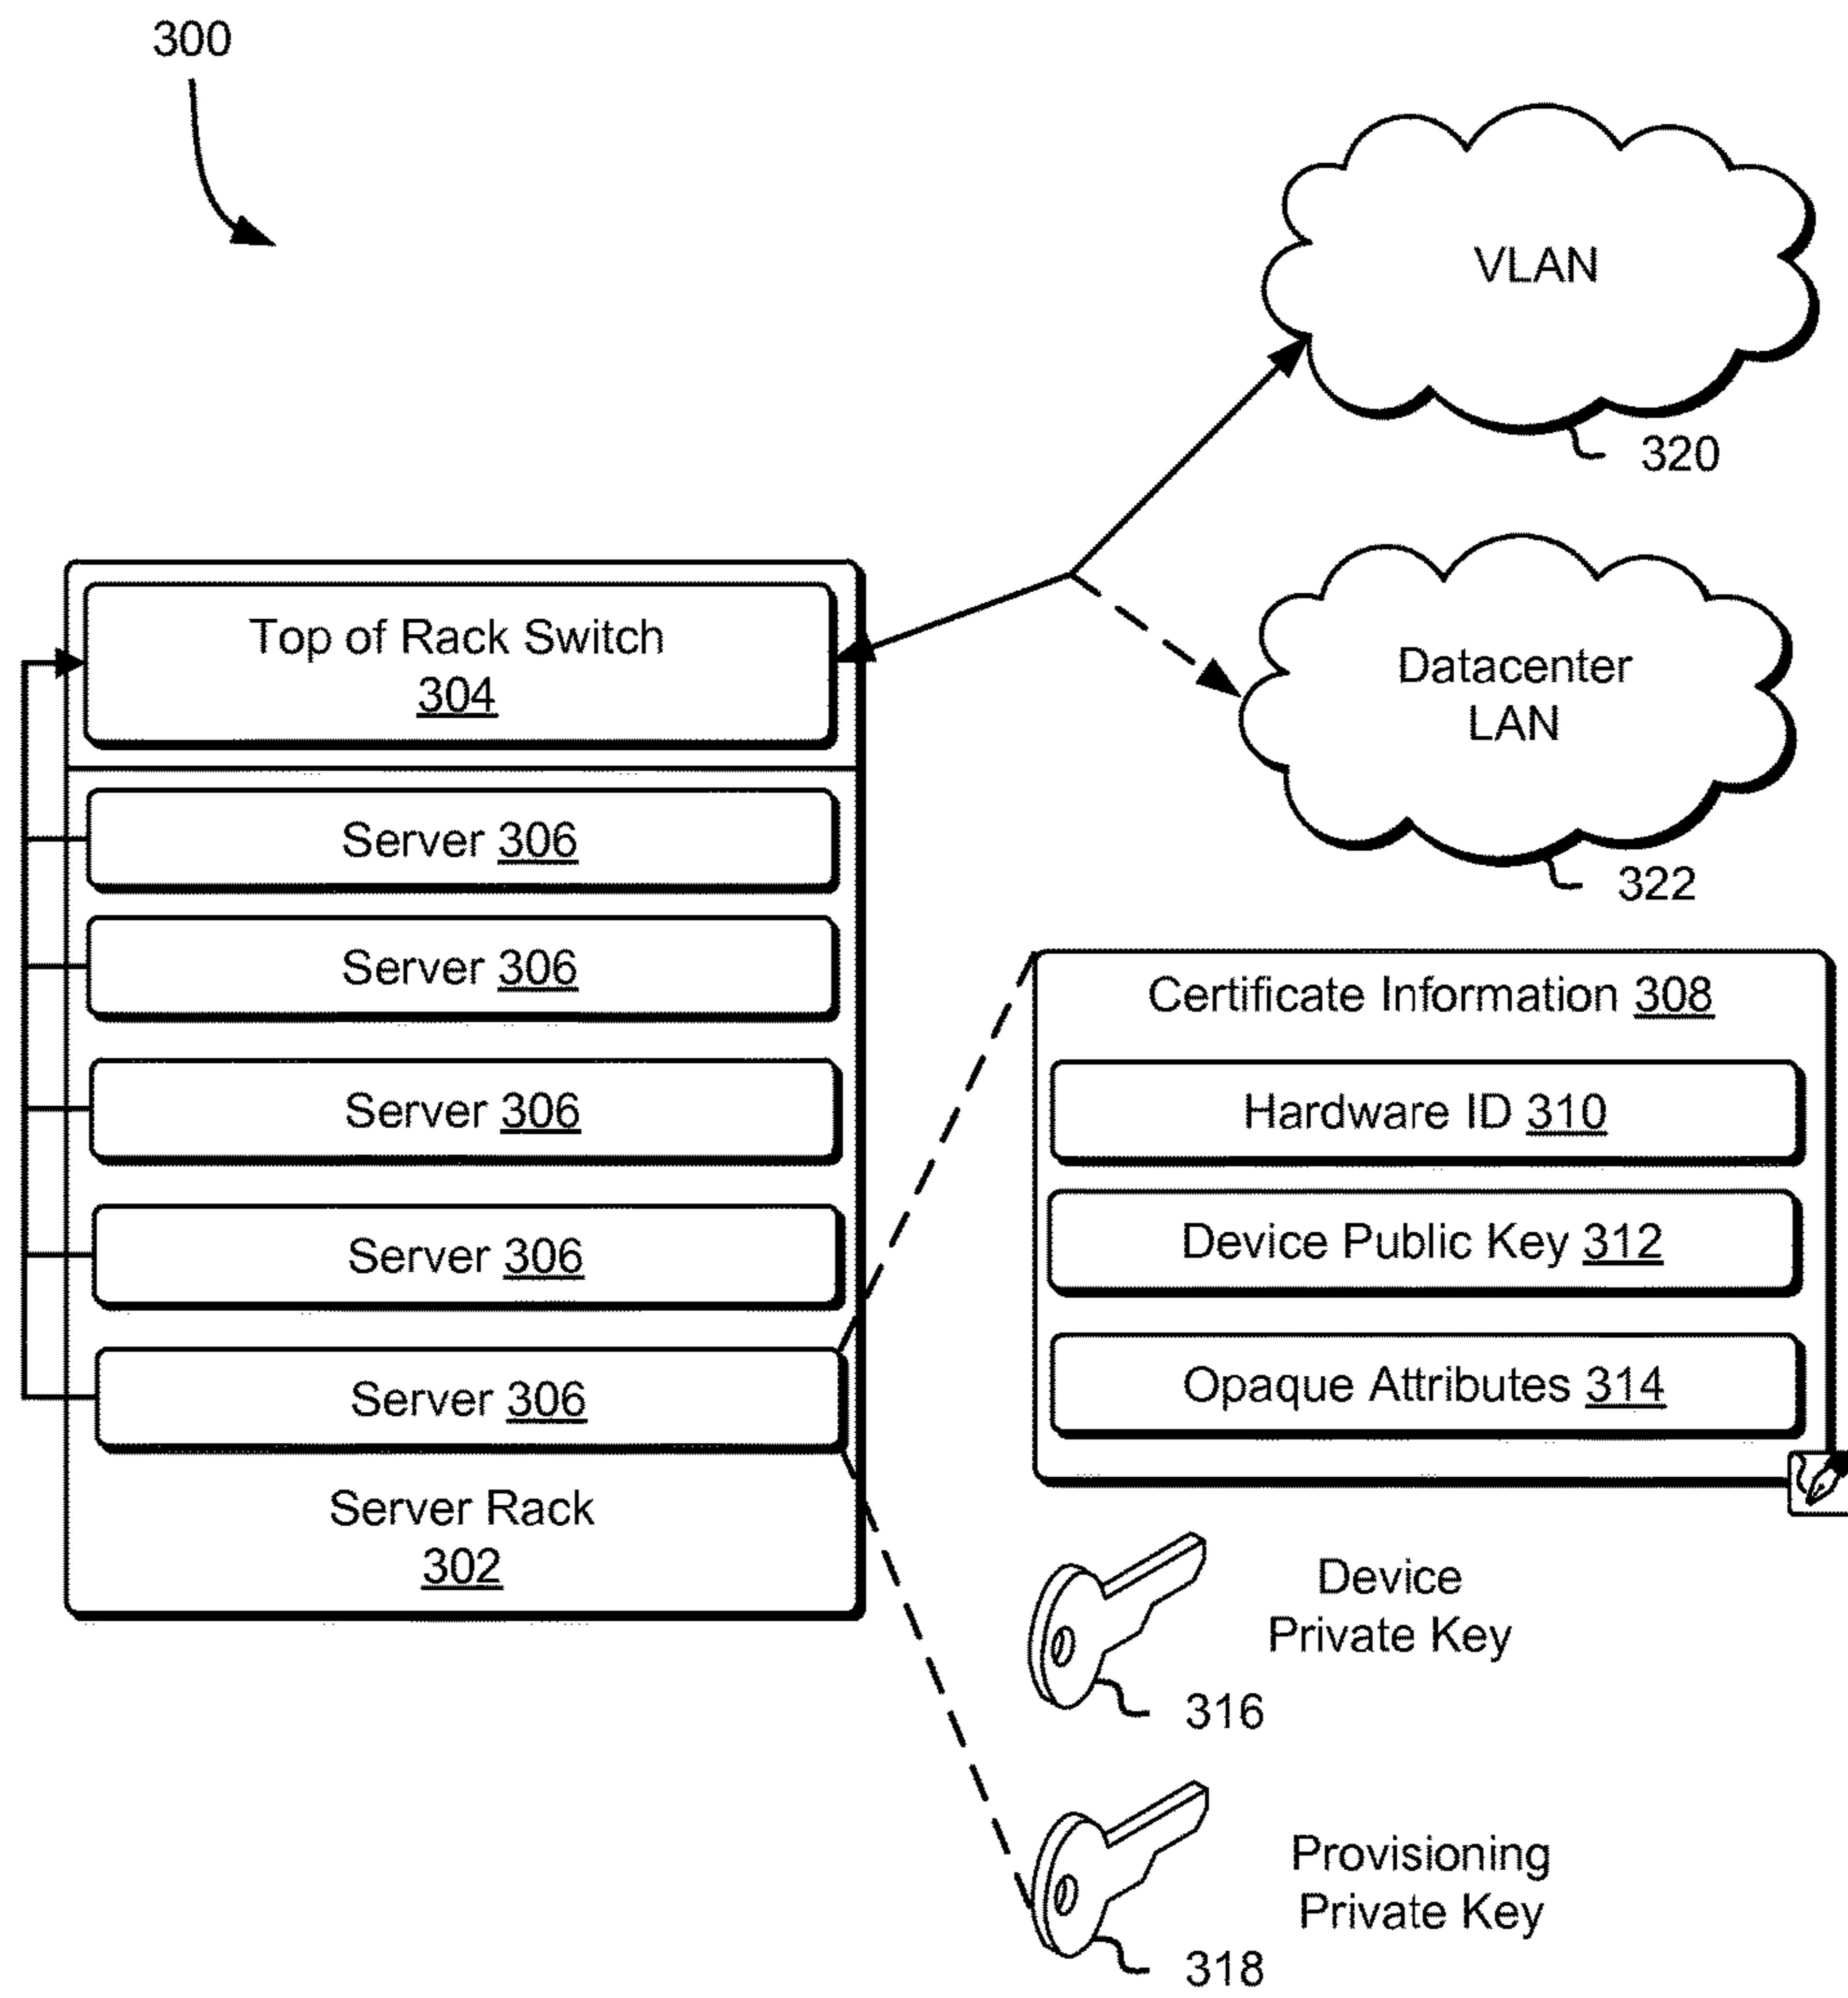 300
VLAN
320
Top of Rack Switch
304
Datacenter
LAN
322
Server 306
Server 306
Server 306
Server 306
Server 306
Server Rack
302
Certificate Information 308
Hardware ID 310
Device Public Key 312
Opaque Attributes 314
Device
Private Key
316
Provisioning
Private Key
318